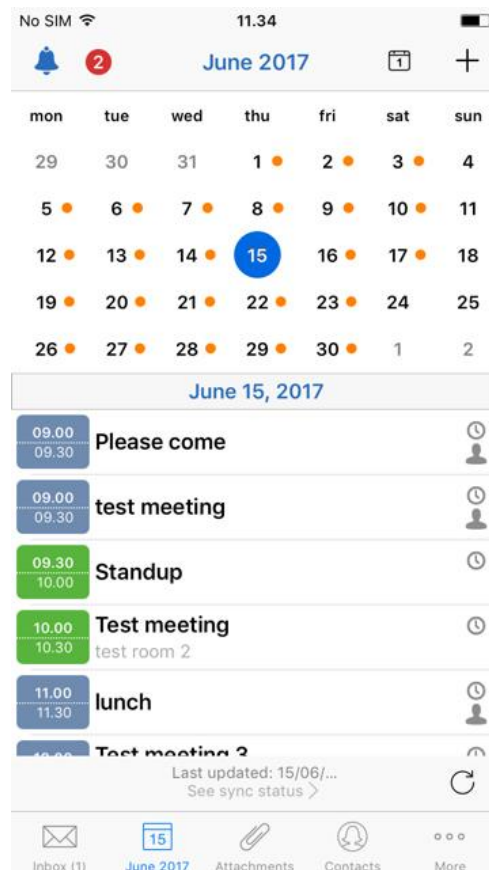 No SIM 11.34
2 June 2017 1
mon tue wed thu fri sat sun
29 30 31 1 2 3 4
5 6 7 8 9 10 11
12 13 14 15 16 17 18
19 20 21 22 23 24 25
26 27 28 29 30 1 2
June 15, 2017
09.00
09.30
Please come
09.00
09.30
test meeting
09.30
10.00
Standup
10.00
10.30
Test meeting
test room 2
11.00
11.30
lunch
Test meeting 3
Last updated: 15/06/...
See sync status
15
Inbox (1) June 2017 Attachments Contacts More